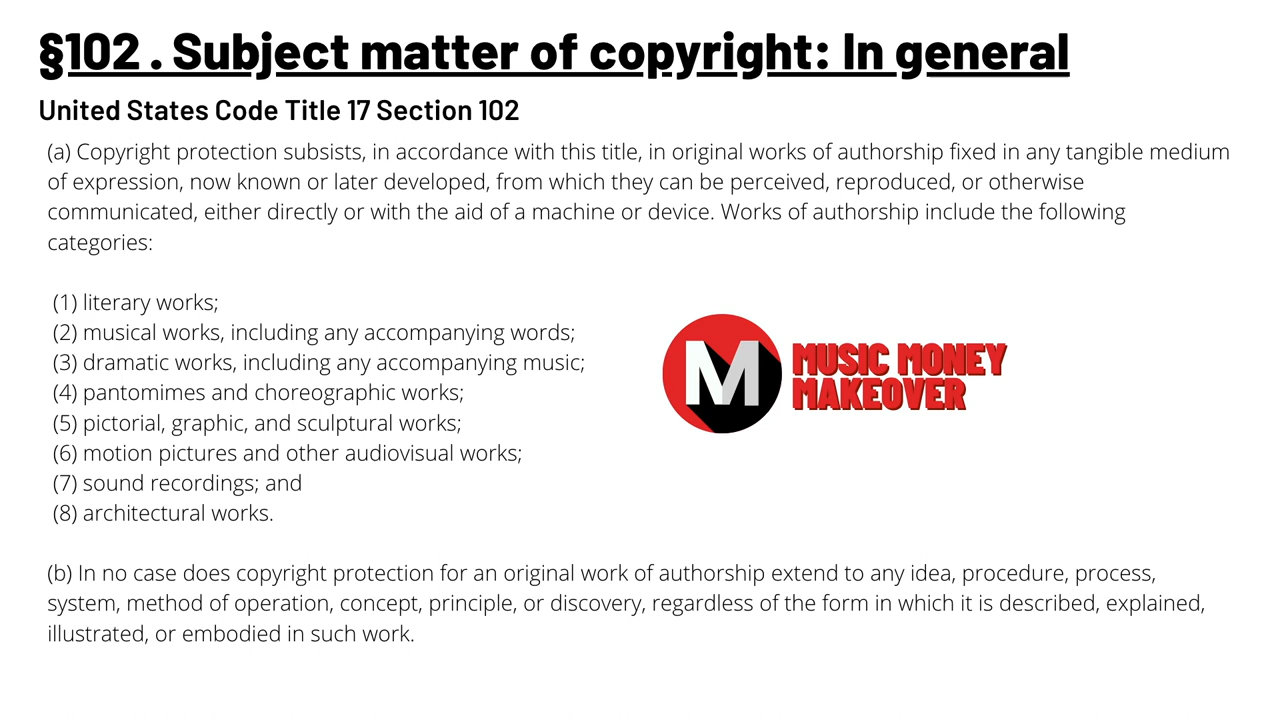 §102 . Subject matter of copyright: In general
United States Code Title 17 Section 102
(a) Copyright protection subsists, in accordance with this title, in original works of authorship fixed in any tangible medium
of expression, now known or later developed, from which they can be perceived, reproduced, or otherwise
communicated, either directly or with the aid of a machine or device. Works of authorship include the following
categories:
(1) literary works;
(2) musical works, including any accompanying words;
(3) dramatic works, including any accompanying music;
(4) pantomimes and choreographic works;
(5) pictorial, graphic, and sculptural works;
(6) motion pictures and other audiovisual works;
(7) sound recordings; and
(8) architectural works.
M
MUSIC MONEY
MAKEOVER
(b) In no case does copyright protection for an original work of authorship extend to any idea, procedure, process,
system, method of operation, concept, principle, or discovery, regardless of the form in which it is described, explained,
illustrated, or embodied in such work.